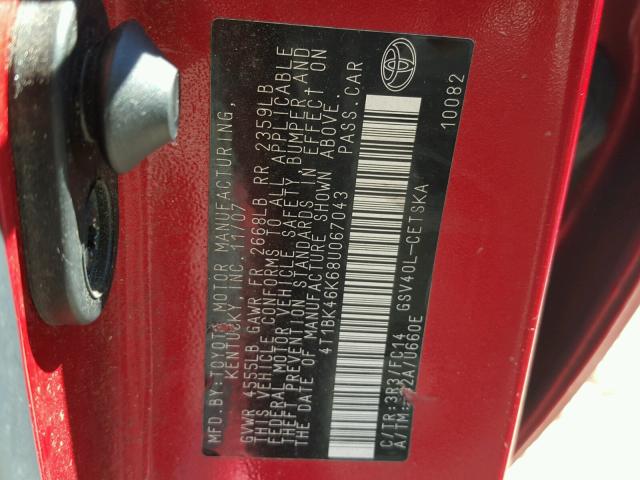 MFD.BY:TOYOTA MOTOR MANUFACTURING,
KENTUCKY, INC. 11/07
GVWR 4555LB GAWR FR 2668LB RR 2359LB
THIS VEHICLE CONFORMS TO ALL APPLICABLE
FEDERAL MOTOR VEHICLE SAFETY, BUMPER AND
THEFT PREVENTION STANDARDS IN EFFECT ON
THE DATE OF MANUFACTURE SHOWN ABOVE.
4T1BK46K68U067043 PASS.CAR
C/TR:3R3/FC14 GSV40L-CETSKA
A/TM: /U660E
10082